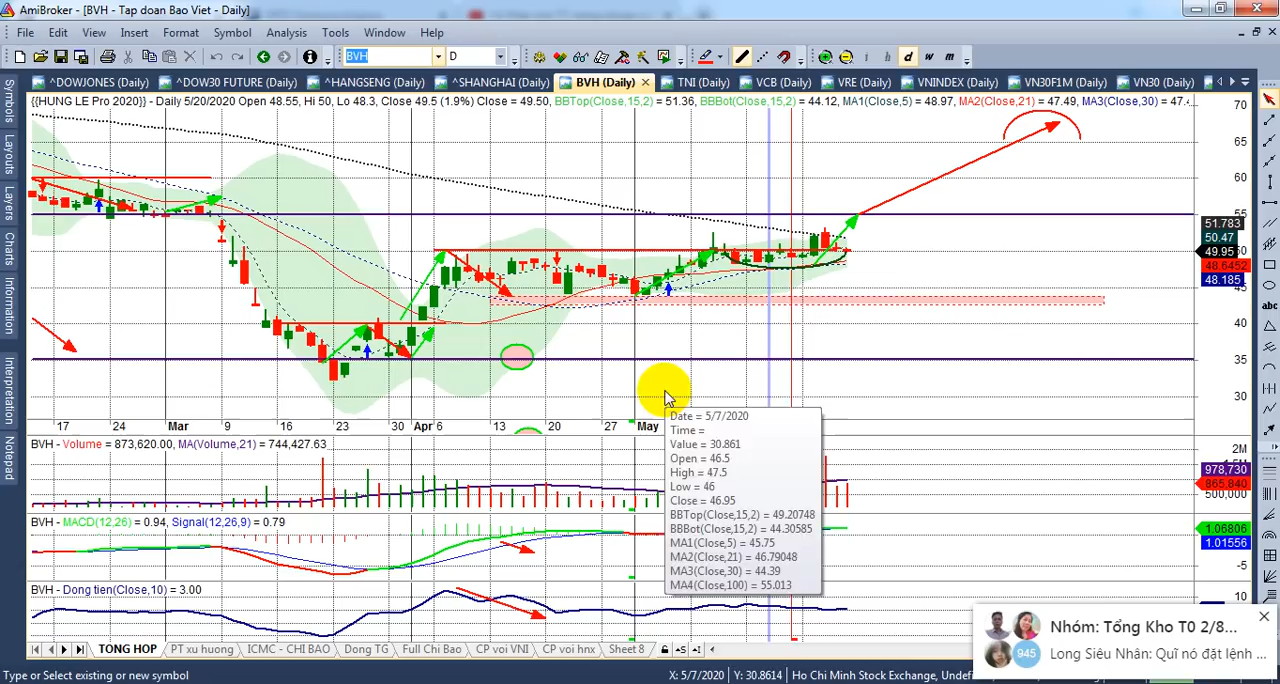 AmiBroker - [BVH - Tap doan Bao Viet - Daily]
File Edit View Insert Format Symbol Analysis Tools Window Help
BVH D i h d w m
^DOWJONES (Daily) ^DOW30 FUTURE (Daily) ^HANGSENG (Daily) ^SHANGHAI (Daily) BVH (Daily) TNI (Daily) VCB (Daily) VRE (Daily) VNINDEX (Daily) VN30F1M (Daily) VN30 (Daily)
{{HUNG LE Pro 2020}} - Daily 5/20/2020 Open 48.55, Hi 50, Lo 48.3, Close 49.5 (1.9%) Close = 49.50, BBTop(Close,15,2) = 51.36, BBBot(Close,15,2) = 44.12, MA1(Close,5) = 48.97, MA2(Close,21) = 47.49, MA3(Close,30) = 47.4
Symbols
Layouts
Layers
Charts
Information
Interpretation
Notepad
abc
70
65
60
55
51.783
50.47
49.95
48.6452
48.185
45
40
35
30
17 24 Mar 9 16 23 30 Apr 6 13 20 27 May
Date = 5/7/2020
Time =
Value = 30.861
Open = 46.5
High = 47.5
Low = 46
Close = 46.95
BBTop(Close,15,2) = 49.20748
BBBot(Close,15,2) = 44.30585
MA1(Close,5) = 45.75
MA2(Close,21) = 46.79048
MA3(Close,30) = 44.39
MA4(Close,100) = 55.013
BVH - Volume = 873,620.00, MA(Volume,21) = 744,427.63
2M
978,730
865,840
500,000
BVH - MACD(12,26) = 0.94, Signal(12,26,9) = 0.79
1.06806
1.01556
-5
BVH - Dong tien(Close,10) = 3.00
10
TONG HOP PT xu huong ICMC - CHI BAO Dong TG Full Chi Bao CP voi VNI CP voi hnx Sheet 8
Nhóm: Tổng Kho T0 2/8...
945 Long Siêu Nhân: Quĩ nó đặt lệnh ...
Type or Select existing or new symbol X: 5/7/2020 Y: 30.8614 Ho Chi Minh Stock Exchange, Undef